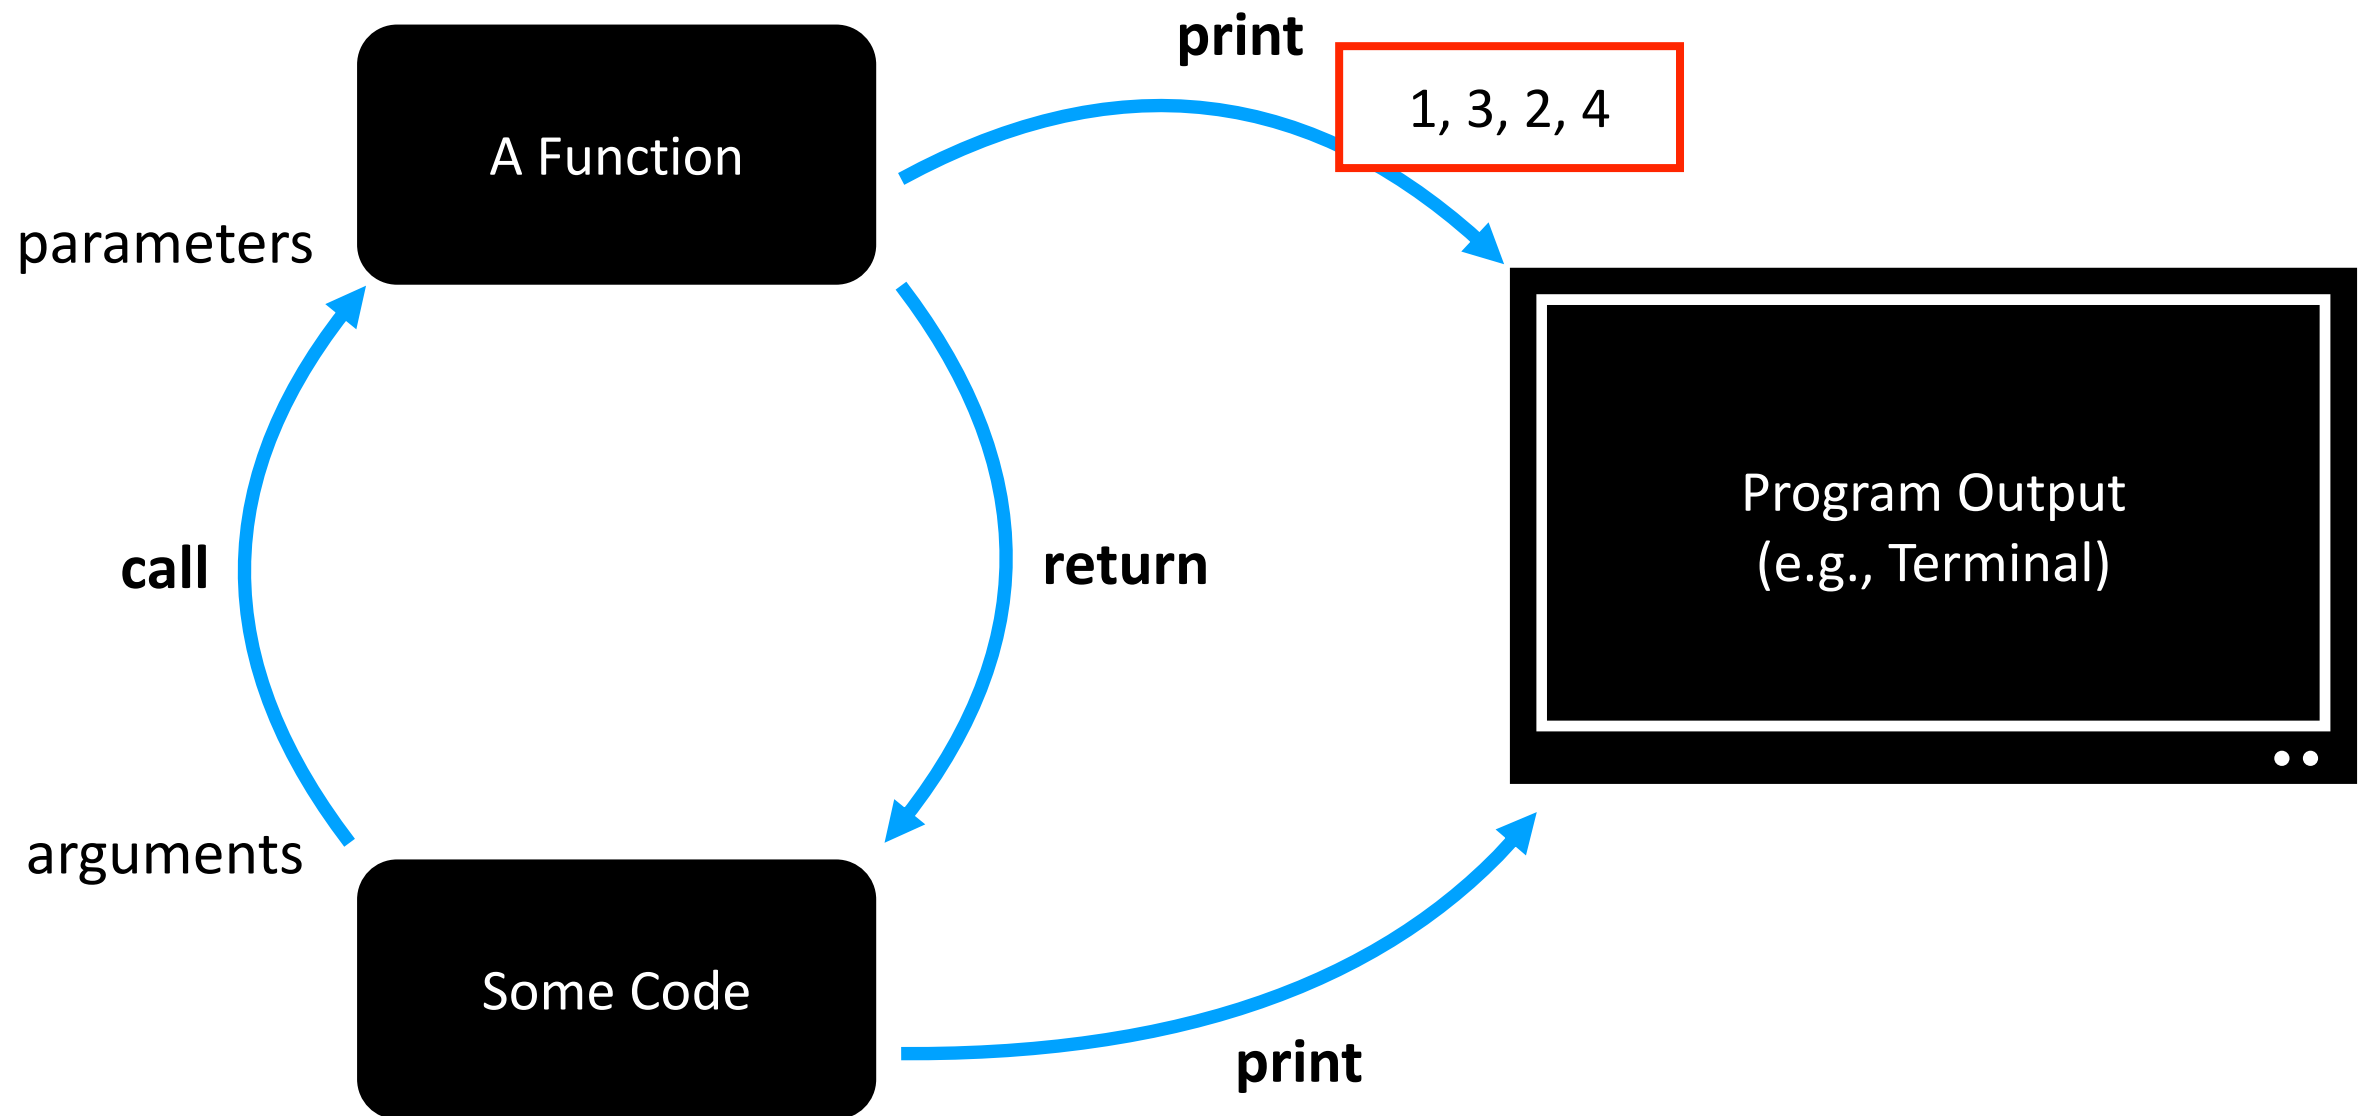 print
1, 3, 2, 4
A Function
parameters
Program Output
(e.g., Terminal)
call
return
arguments
Some Code
print